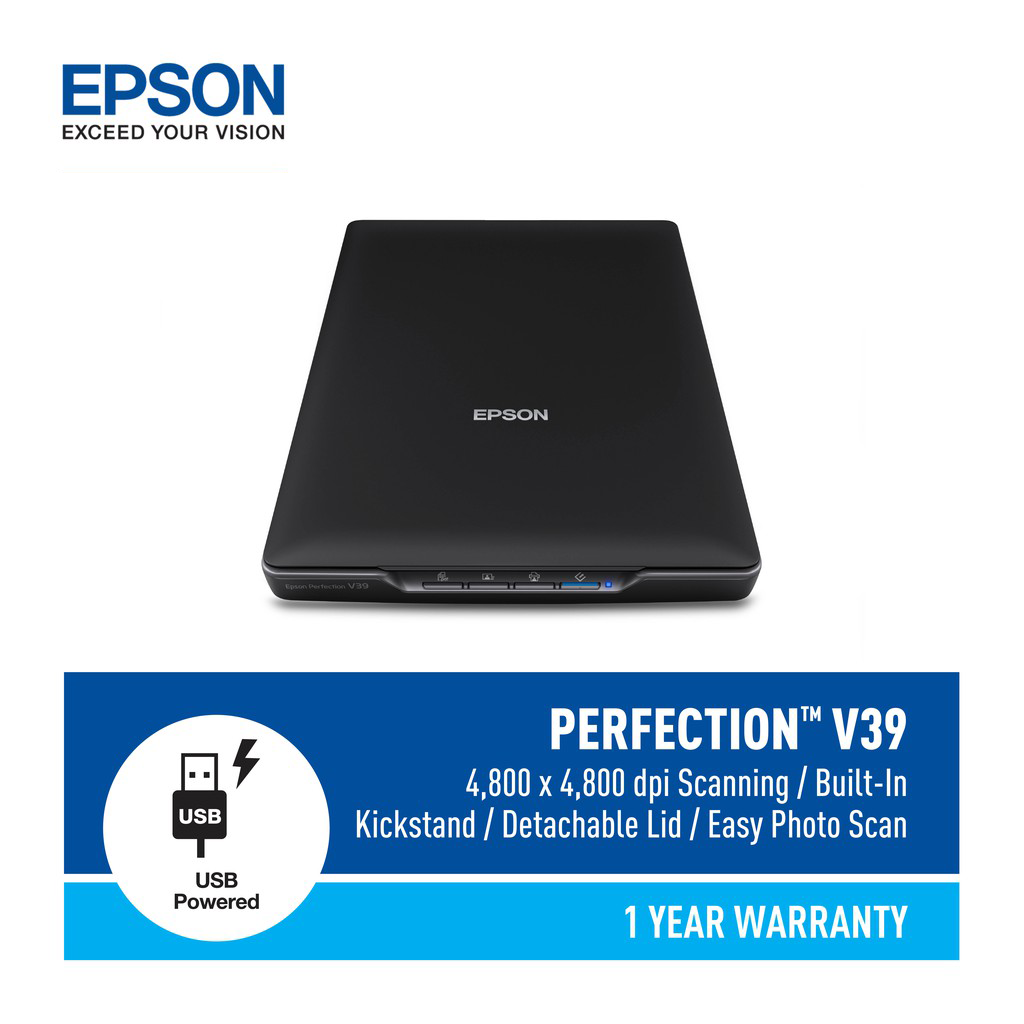 EPSON
EXCEED YOUR VISION
EPSON
Epson Perfection V39
PERFECTION™ V39
4,800 x 4,800 dpi Scanning / Built-In
Kickstand / Detachable Lid / Easy Photo Scan
USB
USB
Powered
1 YEAR WARRANTY